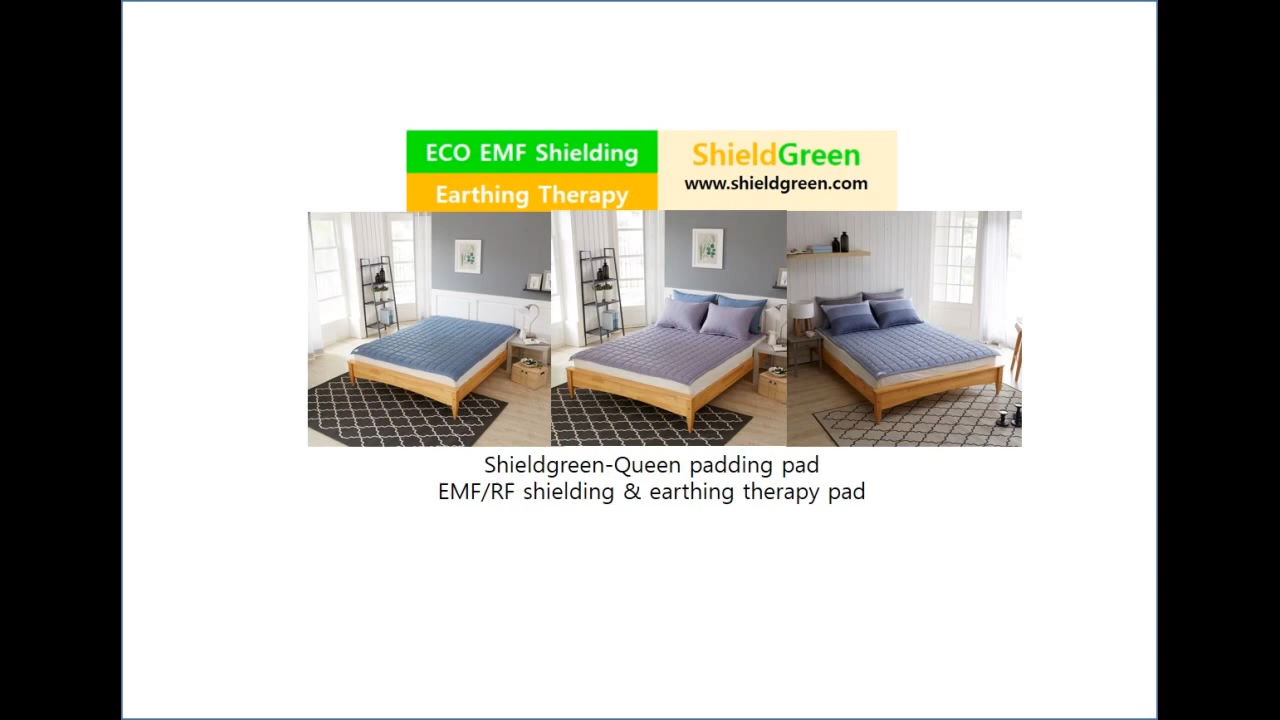 ECO EMF Shielding
Earthing Therapy
ShieldGreen
www.shieldgreen.com
Shieldgreen-Queen padding pad
EMF/RF shielding & earthing therapy pad